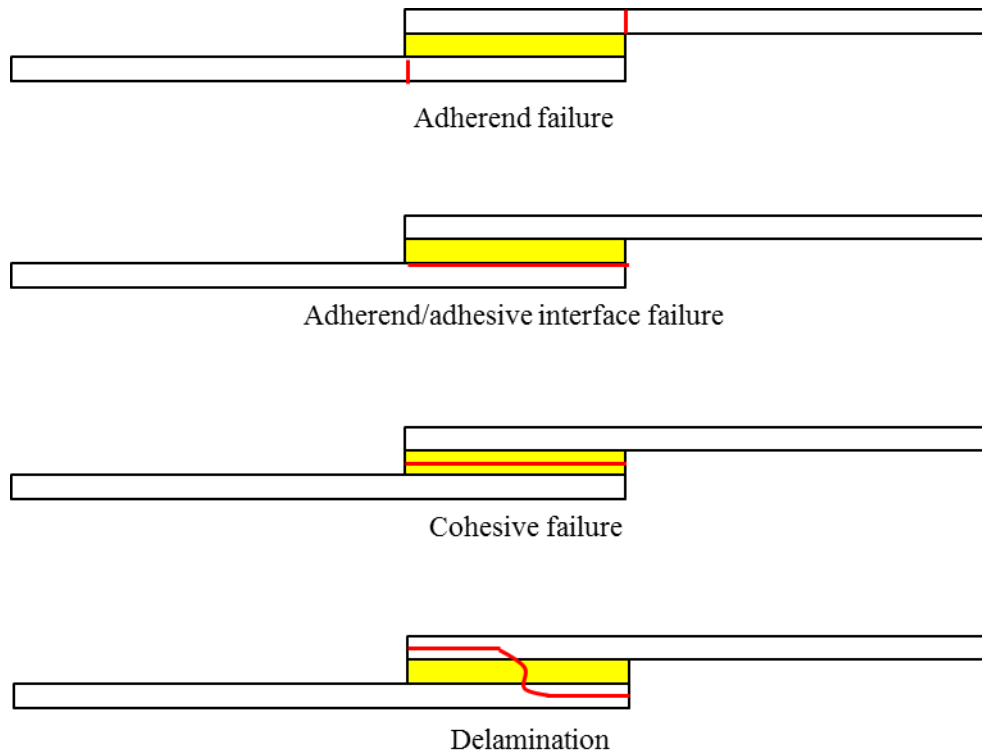 Adherend failure
Adherend/adhesive interface failure
Cohesive failure
Delamination